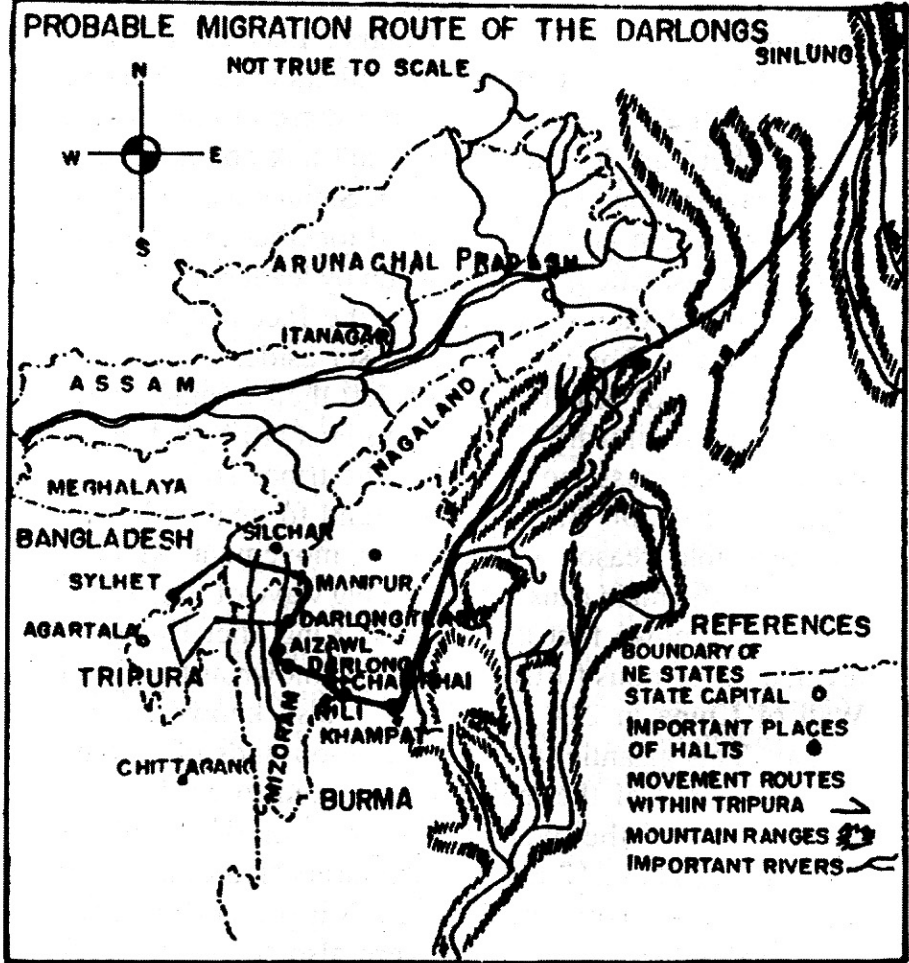 PROBABLE MIGRATION ROUTE OF THE DARLONGS
NOT TRUE TO SCALE
SINLUNG
N
W
E
S
ARUNACHAL PRADESH
ITANAGAR
ASSAM
NAGALAND
MEGHALAYA
BANGLADESH
SILCHAR
SYLHET
MANIPUR
AGARTALA
AIZAWL
DARLONG
TRIPURA
KHAMPAT
CHITTAGANG
MIZORAM
BURMA
REFERENCES
BOUNDARY OF
NE STATES
STATE CAPITAL
IMPORTANT PLACES
OF HALTS
MOVEMENT ROUTES
WITHIN TRIPURA
MOUNTAIN RANGES
IMPORTANT RIVERS